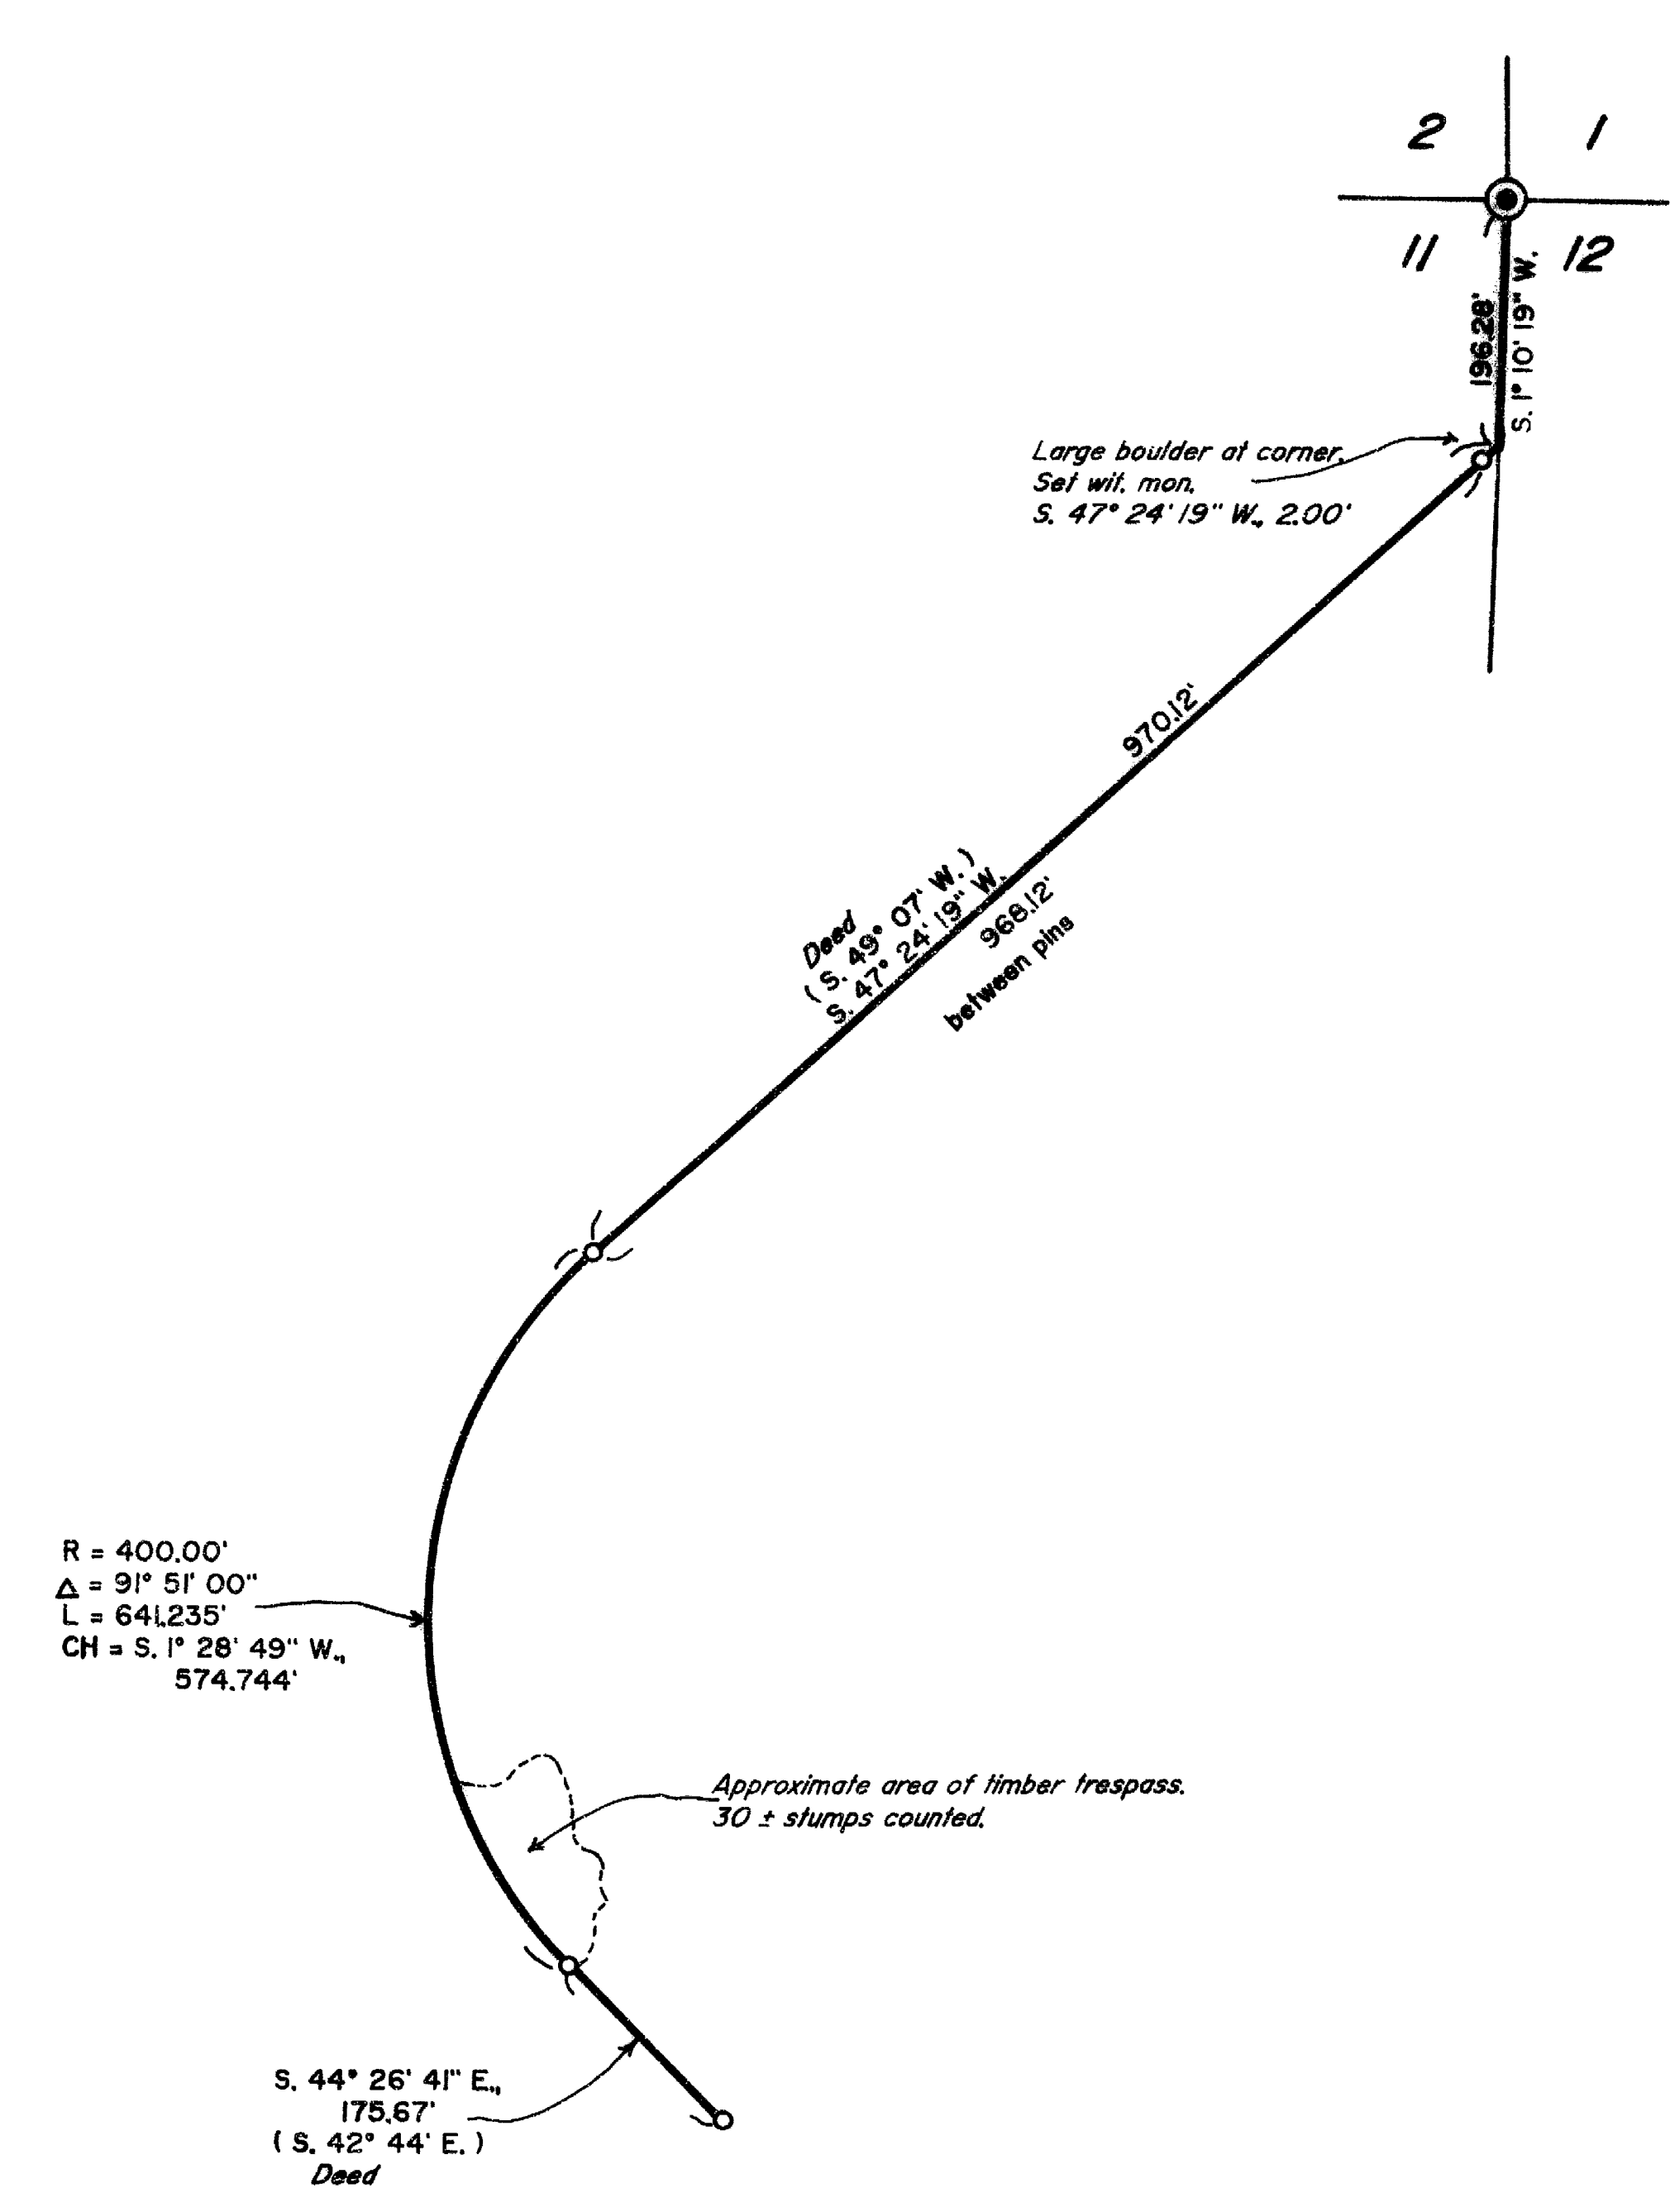 2
1
11
12
196.28'
S. 1° 10' 19" W.
Large boulder at corner.
Set wit. mon.
S. 47° 24' 19" W., 2.00'
970.12'
Deed
( S. 49° 07' W. )
S. 47° 24' 19" W.
968.12'
between pins
R = 400.00'
Δ = 91° 51' 00"
L = 641.235'
CH = S. 1° 28' 49" W.,
574.744'
Approximate area of timber trespass.
30 ± stumps counted.
S. 44° 26' 41" E.,
175.67'
( S. 42° 44' E. )
Deed